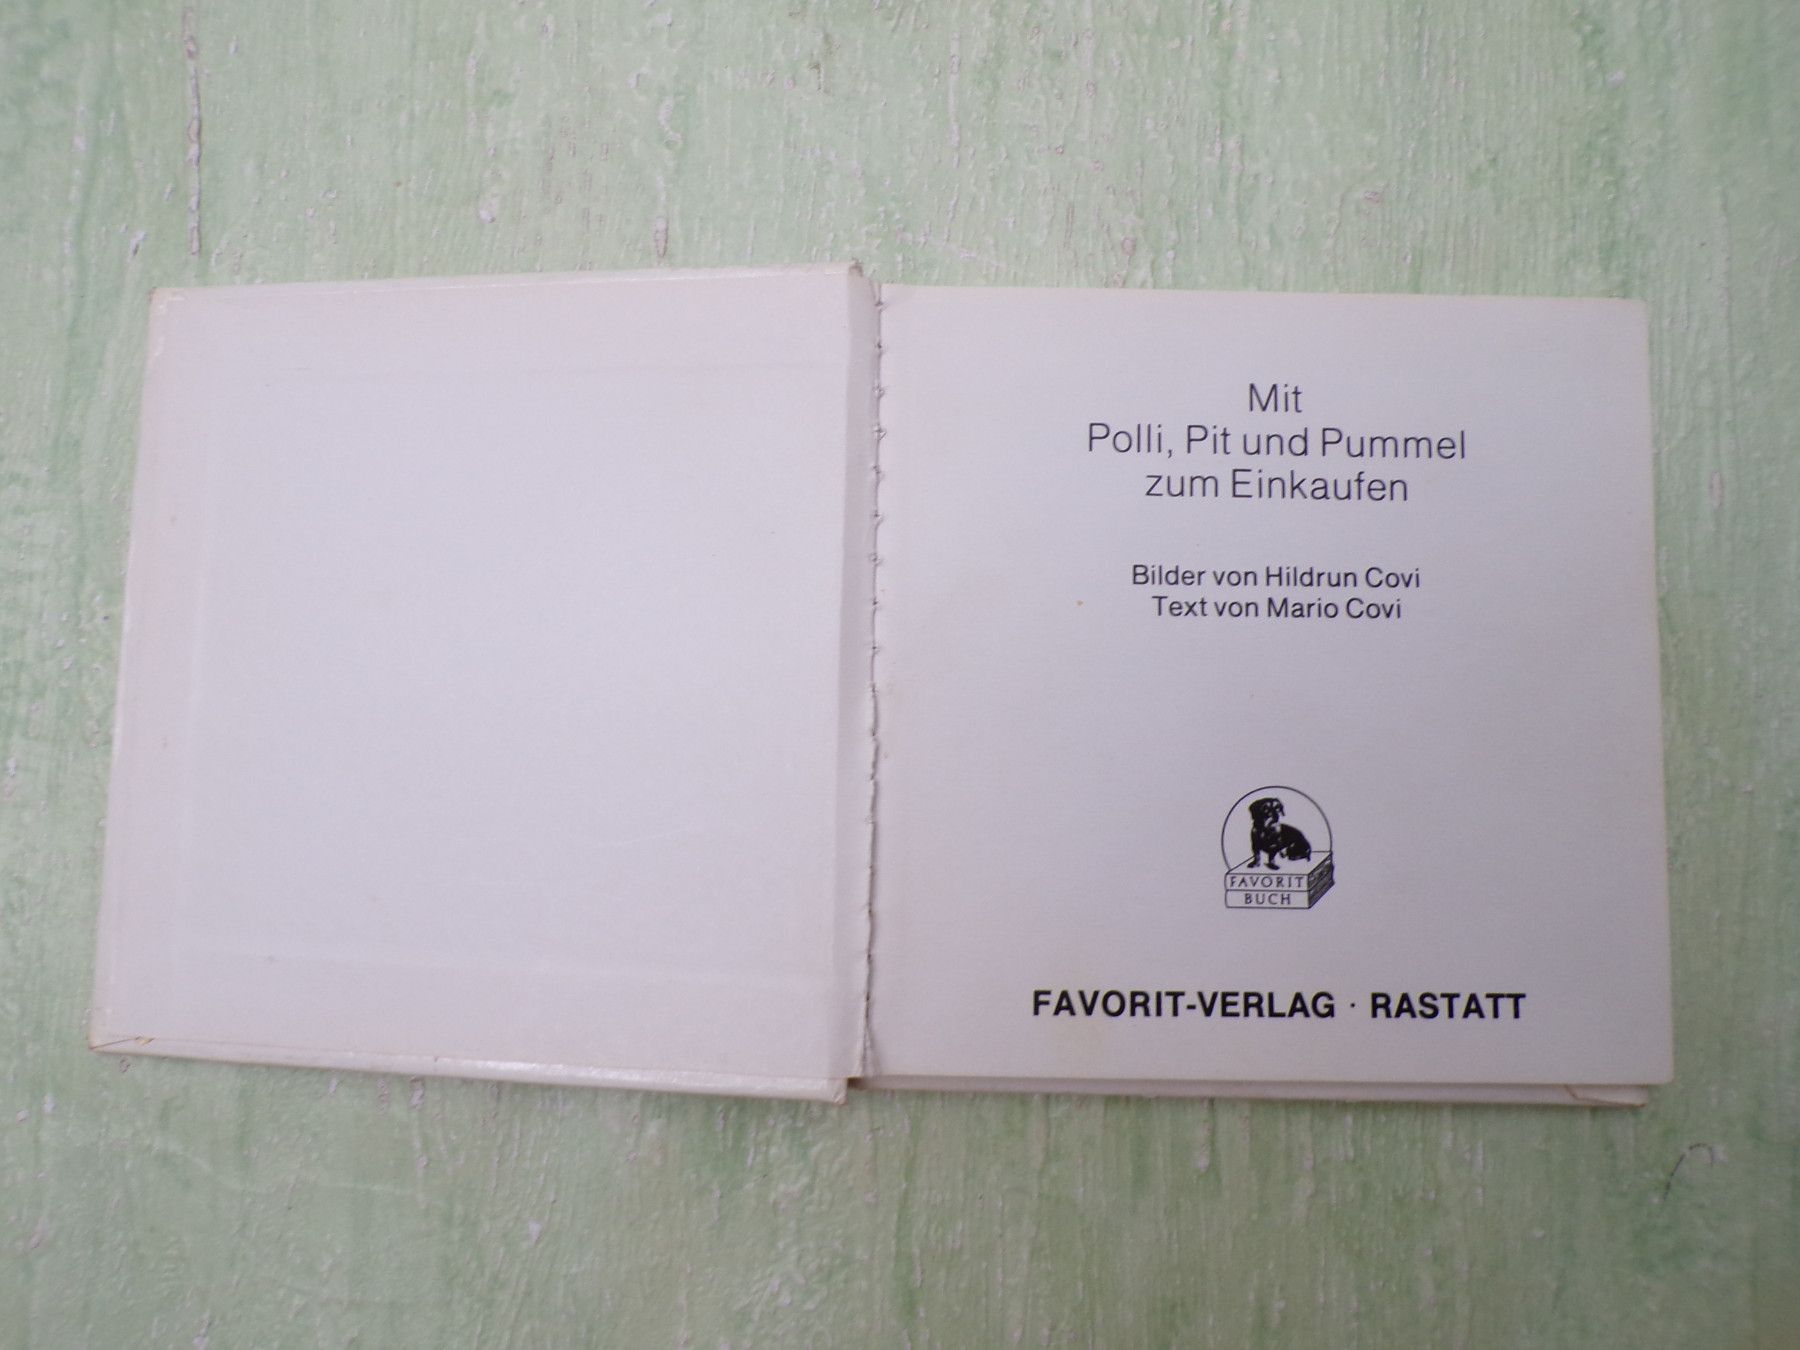 Mit
Polli, Pit und Pummel
zum Einkaufen
Bilder von Hildrun Covi
Text von Mario Covi
FAVORIT
BUCH
FAVORIT-VERLAG · RASTATT